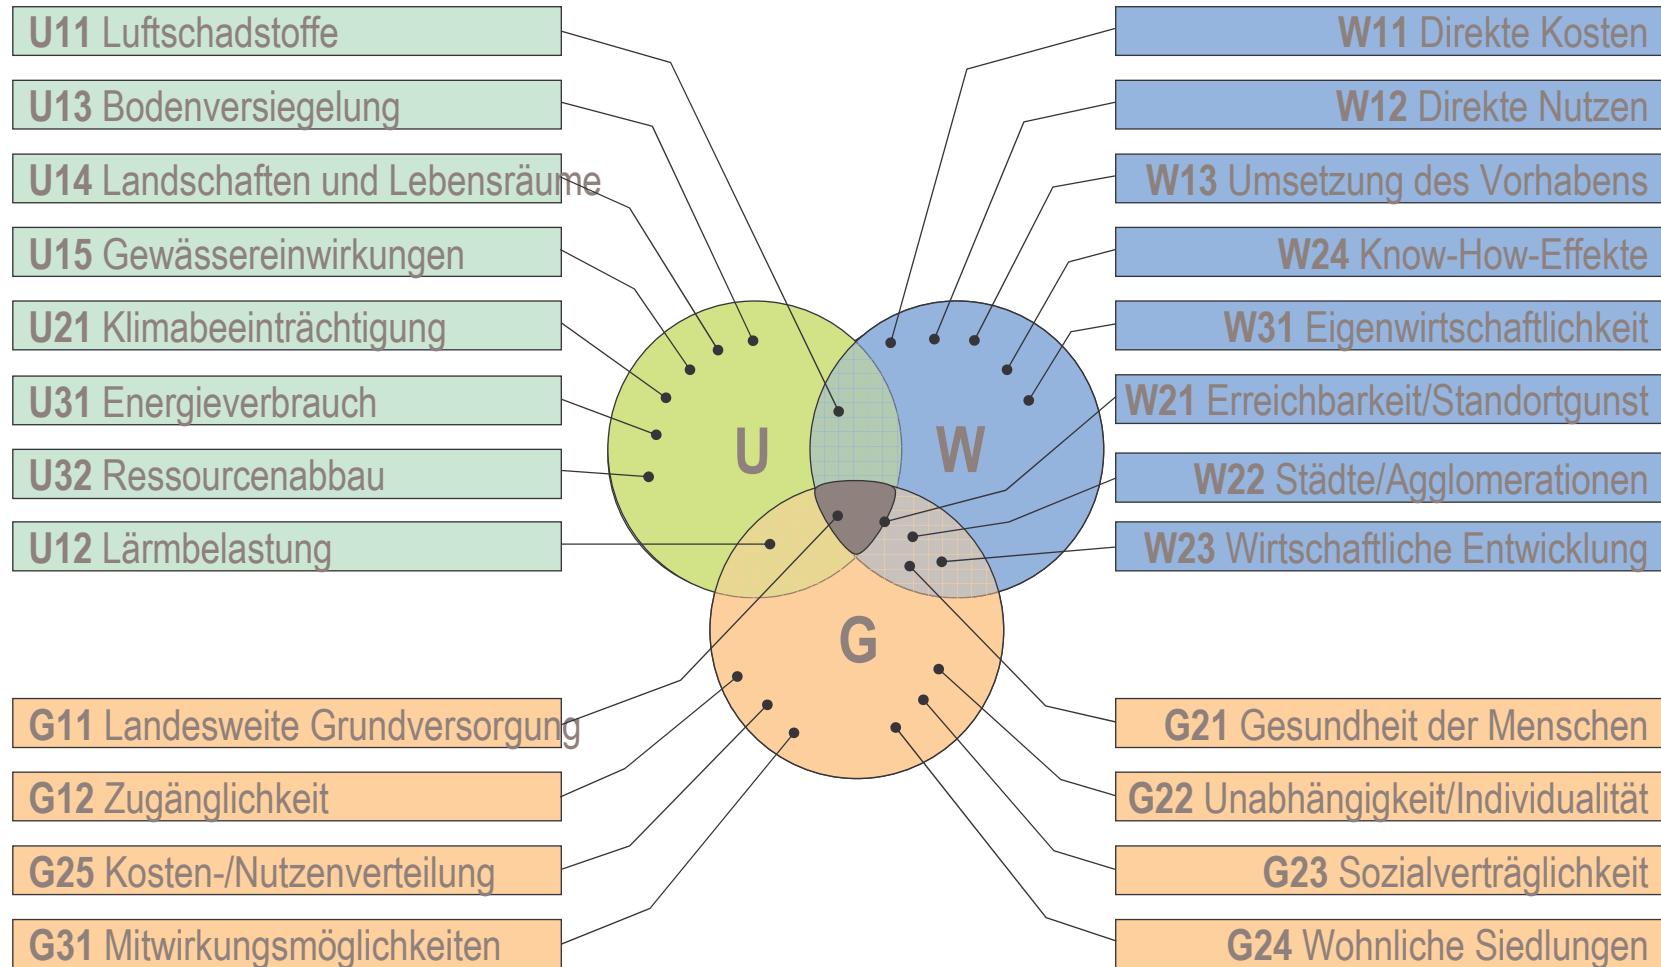 U11 Luftschadstoffe
U13 Bodenversiegelung
U14 Landschaften und Lebensräume
U15 Gewässereinwirkungen
U21 Klimabeeinträchtigung
U31 Energieverbrauch
U32 Ressourcenabbau
U12 Lärmbelastung
W11 Direkte Kosten
W12 Direkte Nutzen
W13 Umsetzung des Vorhabens
W24 Know-How-Effekte
W31 Eigenwirtschaftlichkeit
W21 Erreichbarkeit/Standortgunst
W22 Städte/Agglomerationen
W23 Wirtschaftliche Entwicklung
U
W
G
G11 Landesweite Grundversorgung
G12 Zugänglichkeit
G25 Kosten-/Nutzenverteilung
G31 Mitwirkungsmöglichkeiten
G21 Gesundheit der Menschen
G22 Unabhängigkeit/Individualität
G23 Sozialverträglichkeit
G24 Wohnliche Siedlungen